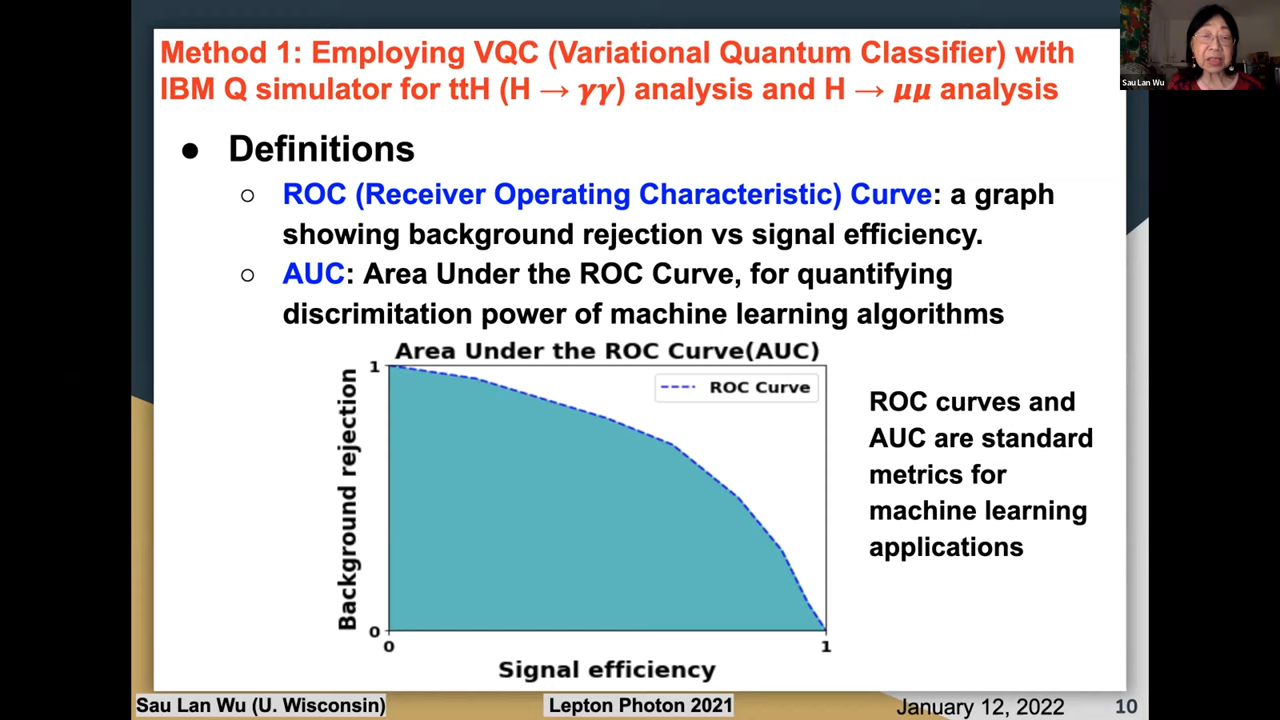 Method 1: Employing VQC (Variational Quantum Classifier) with
IBM Q simulator for ttH (H → γγ) analysis and H → μμ analysis
Sau Lan Wu
● Definitions
○ ROC (Receiver Operating Characteristic) Curve: a graph
showing background rejection vs signal efficiency.
○ AUC: Area Under the ROC Curve, for quantifying
discrimitation power of machine learning algorithms
Area Under the ROC Curve(AUC)
1
ROC Curve
Background rejection
0
0
1
Signal efficiency
ROC curves and
AUC are standard
metrics for
machine learning
applications
Sau Lan Wu (U. Wisconsin)
Lepton Photon 2021
January 12, 2022
10